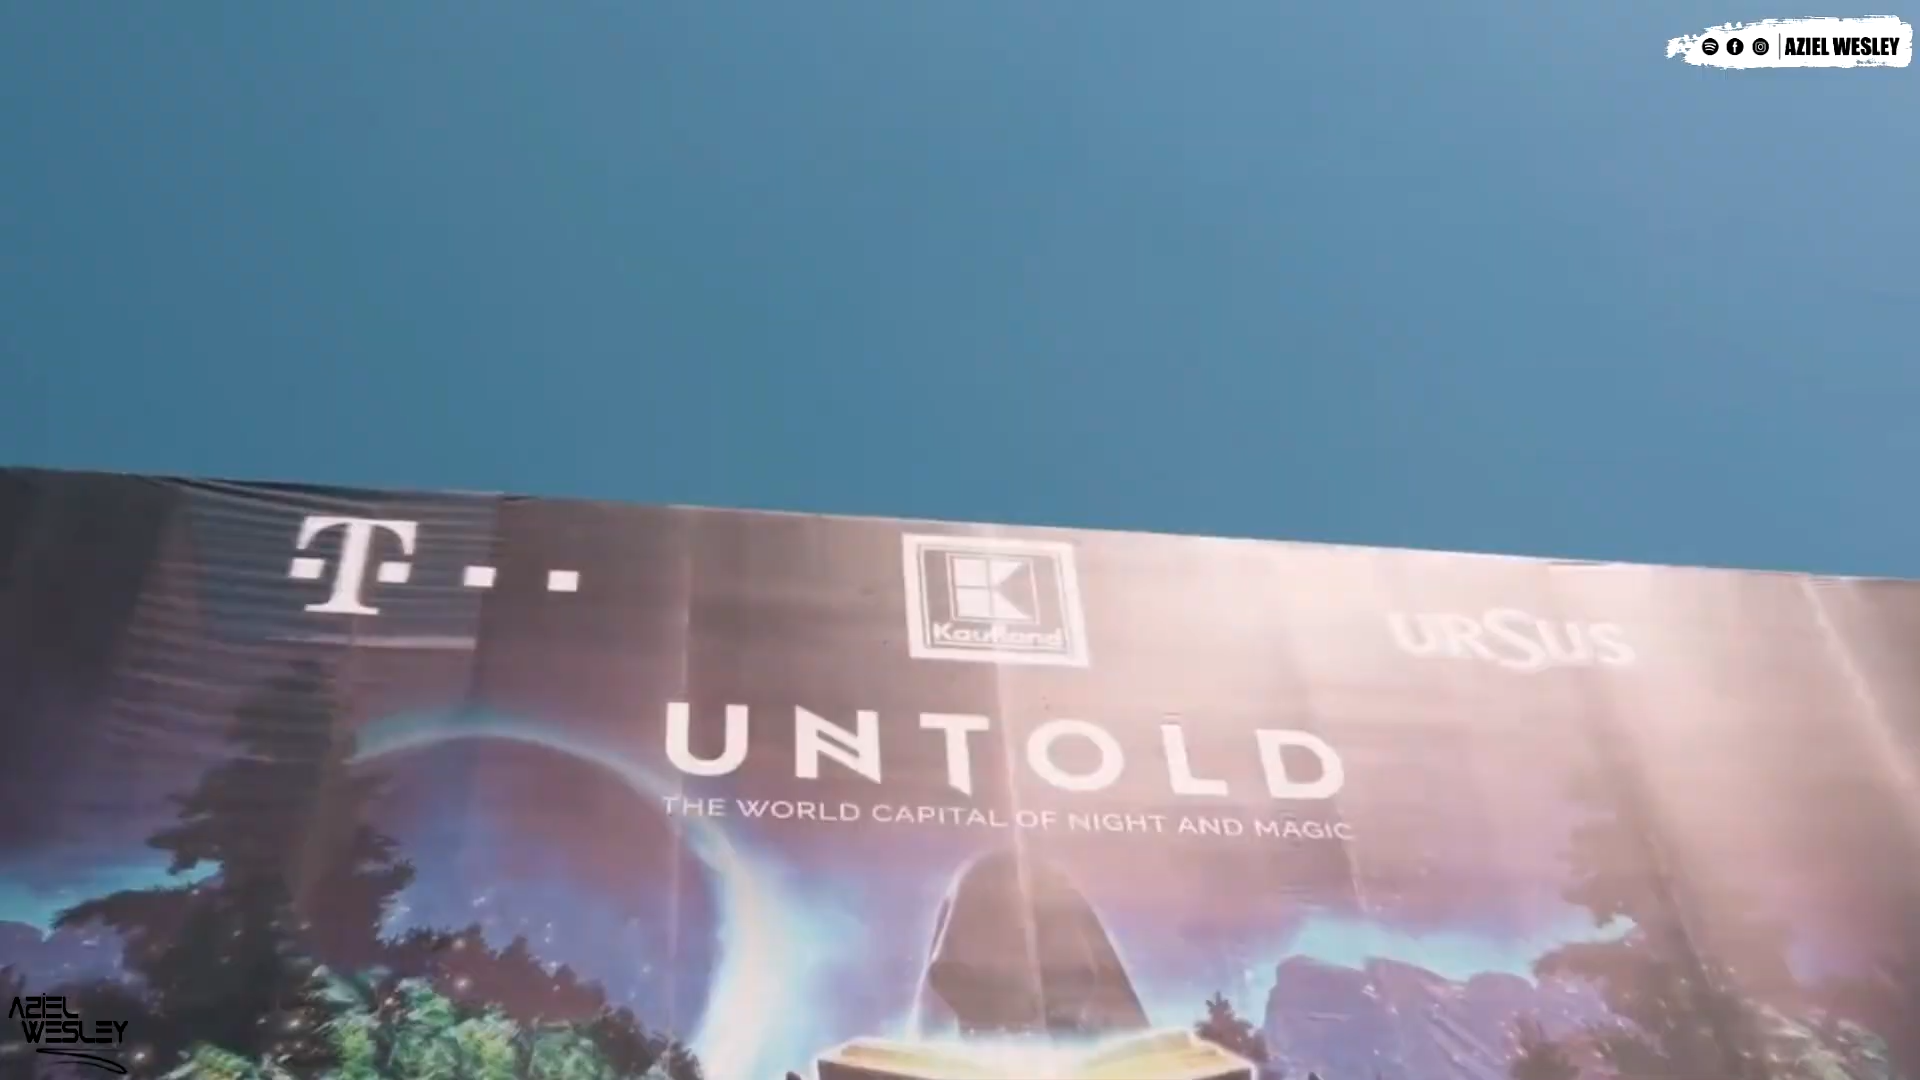 AZIEL WESLEY
T
Kaufland
URSUS
UNTOLD
THE WORLD CAPITAL OF NIGHT AND MAGIC
AZIEL
WESLEY